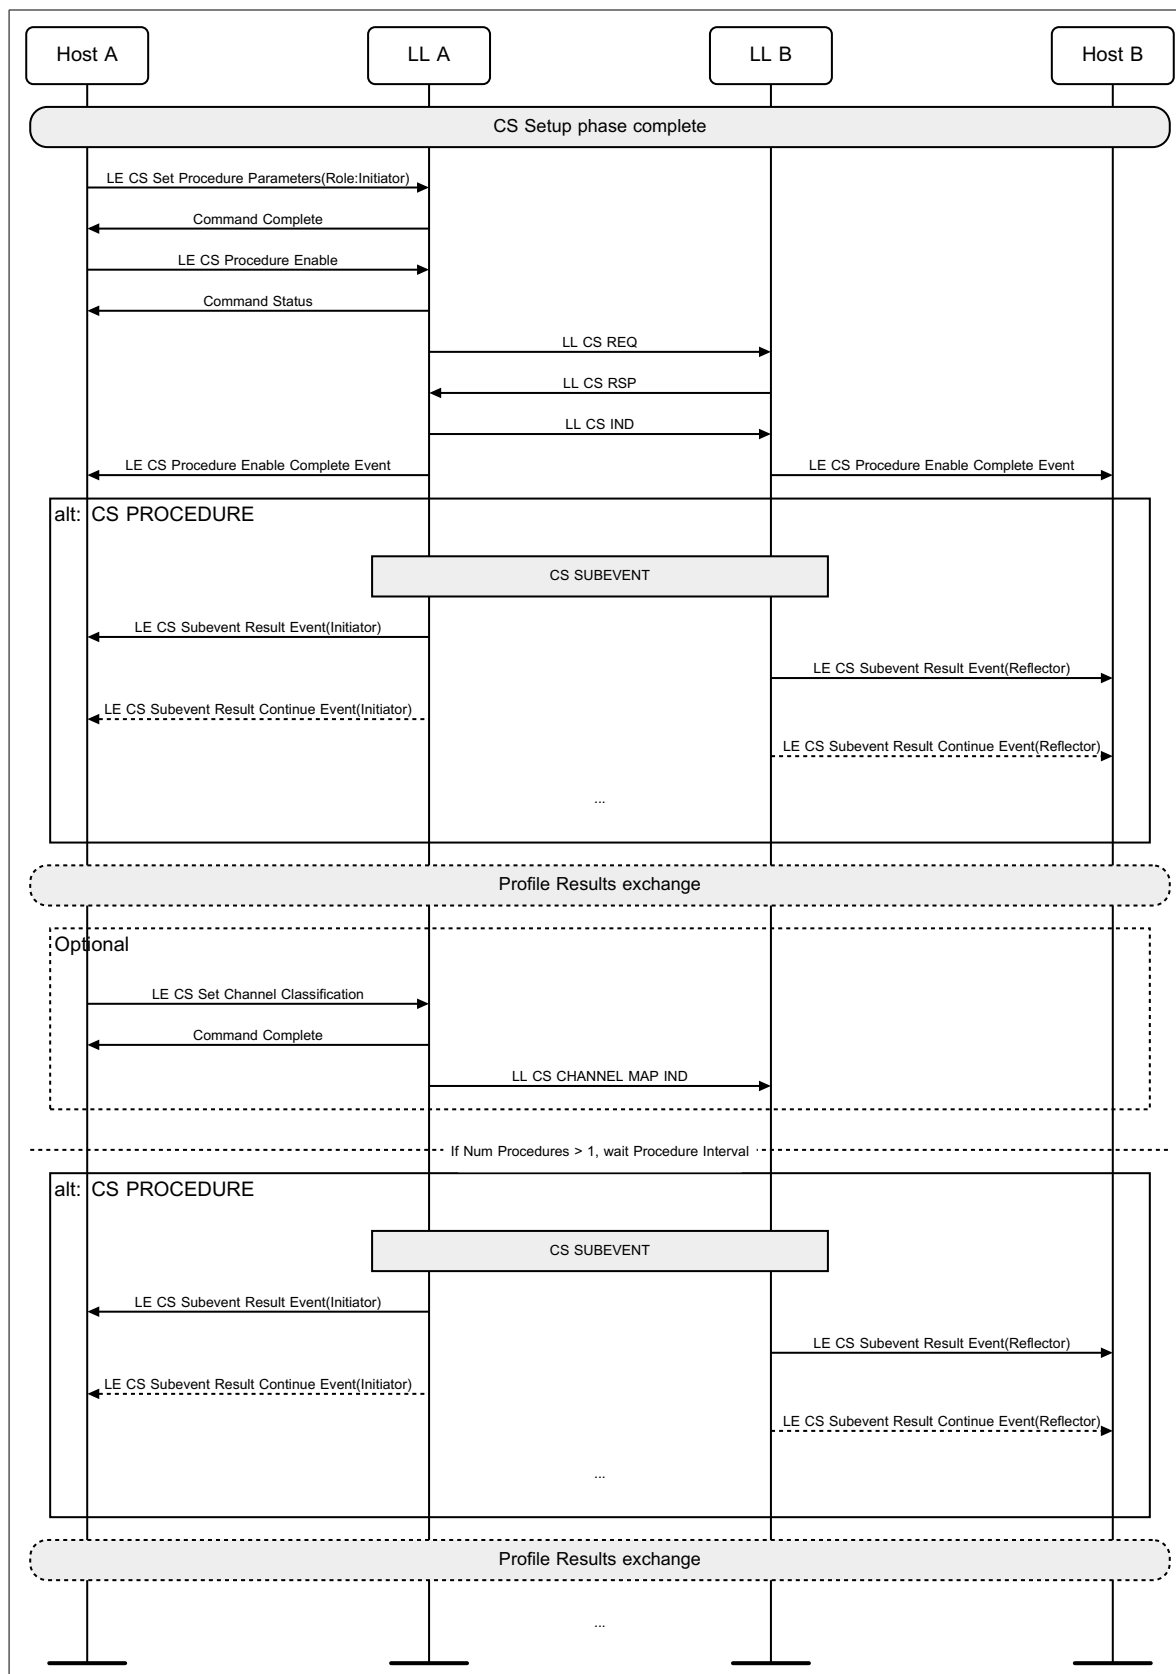 Host A
LL A
LL B
Host B
CS Setup phase complete
LE CS Set Procedure Parameters(Role:Initiator)
Command Complete
LE CS Procedure Enable
Command Status
LL CS REQ
LL CS RSP
LL CS IND
LE CS Procedure Enable Complete Event
LE CS Procedure Enable Complete Event
alt: CS PROCEDURE
CS SUBEVENT
LE CS Subevent Result Event(Initiator)
LE CS Subevent Result Event(Reflector)
LE CS Subevent Result Continue Event(Initiator)
LE CS Subevent Result Continue Event(Reflector)
...
Profile Results exchange
Optional
LE CS Set Channel Classification
Command Complete
LL CS CHANNEL MAP IND
If Num Procedures > 1, wait Procedure Interval
alt: CS PROCEDURE
CS SUBEVENT
LE CS Subevent Result Event(Initiator)
LE CS Subevent Result Event(Reflector)
LE CS Subevent Result Continue Event(Initiator)
LE CS Subevent Result Continue Event(Reflector)
...
Profile Results exchange
...